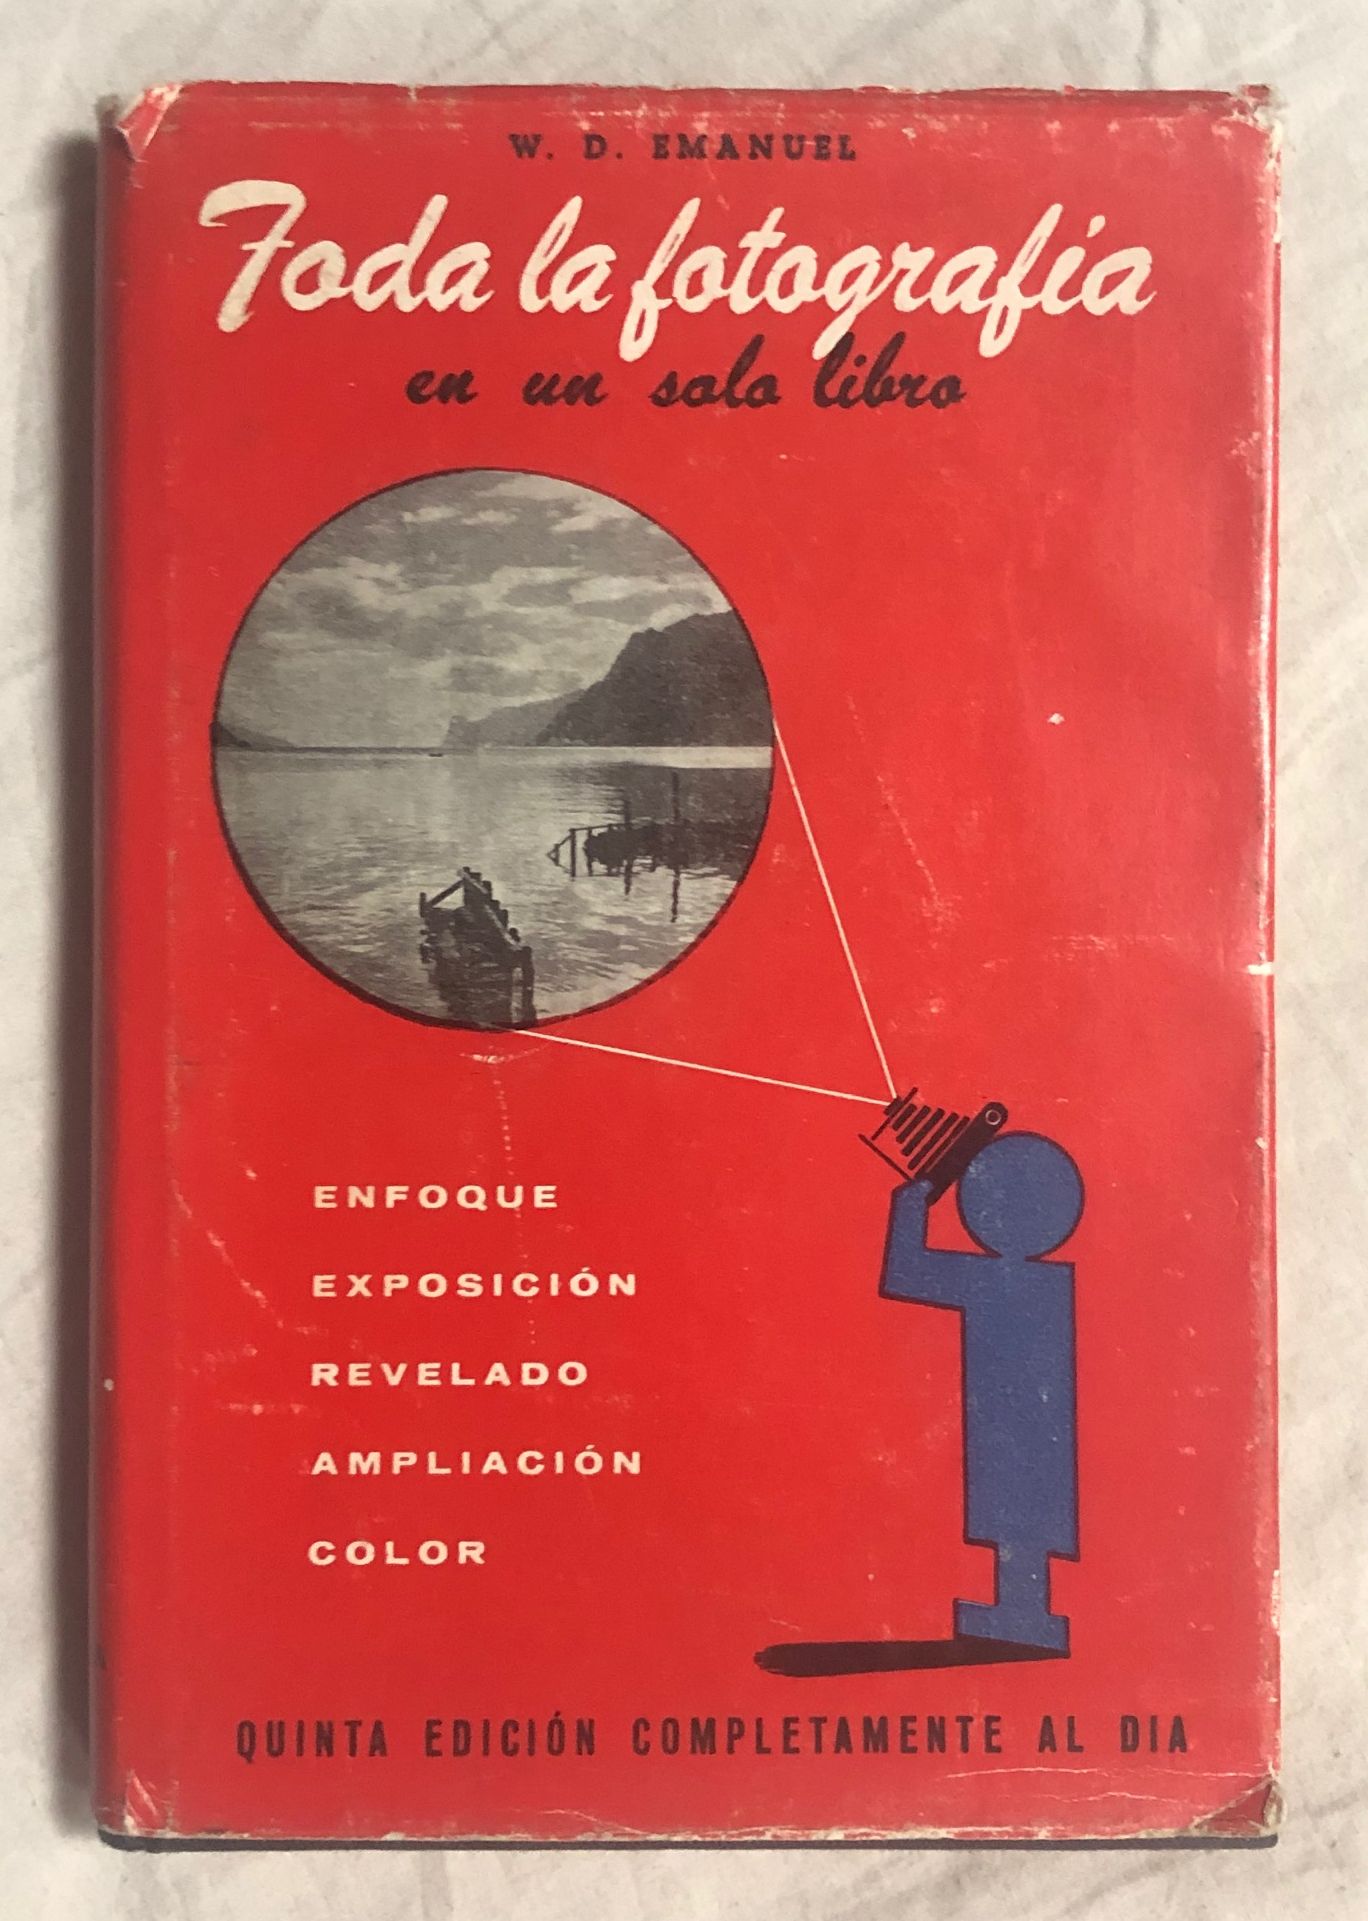 W. D. EMANUEL
Toda la fotografía
en un solo libro
ENFOQUE
EXPOSICIÓN
REVELADO
AMPLIACIÓN
COLOR
QUINTA EDICIÓN COMPLETAMENTE AL DIA